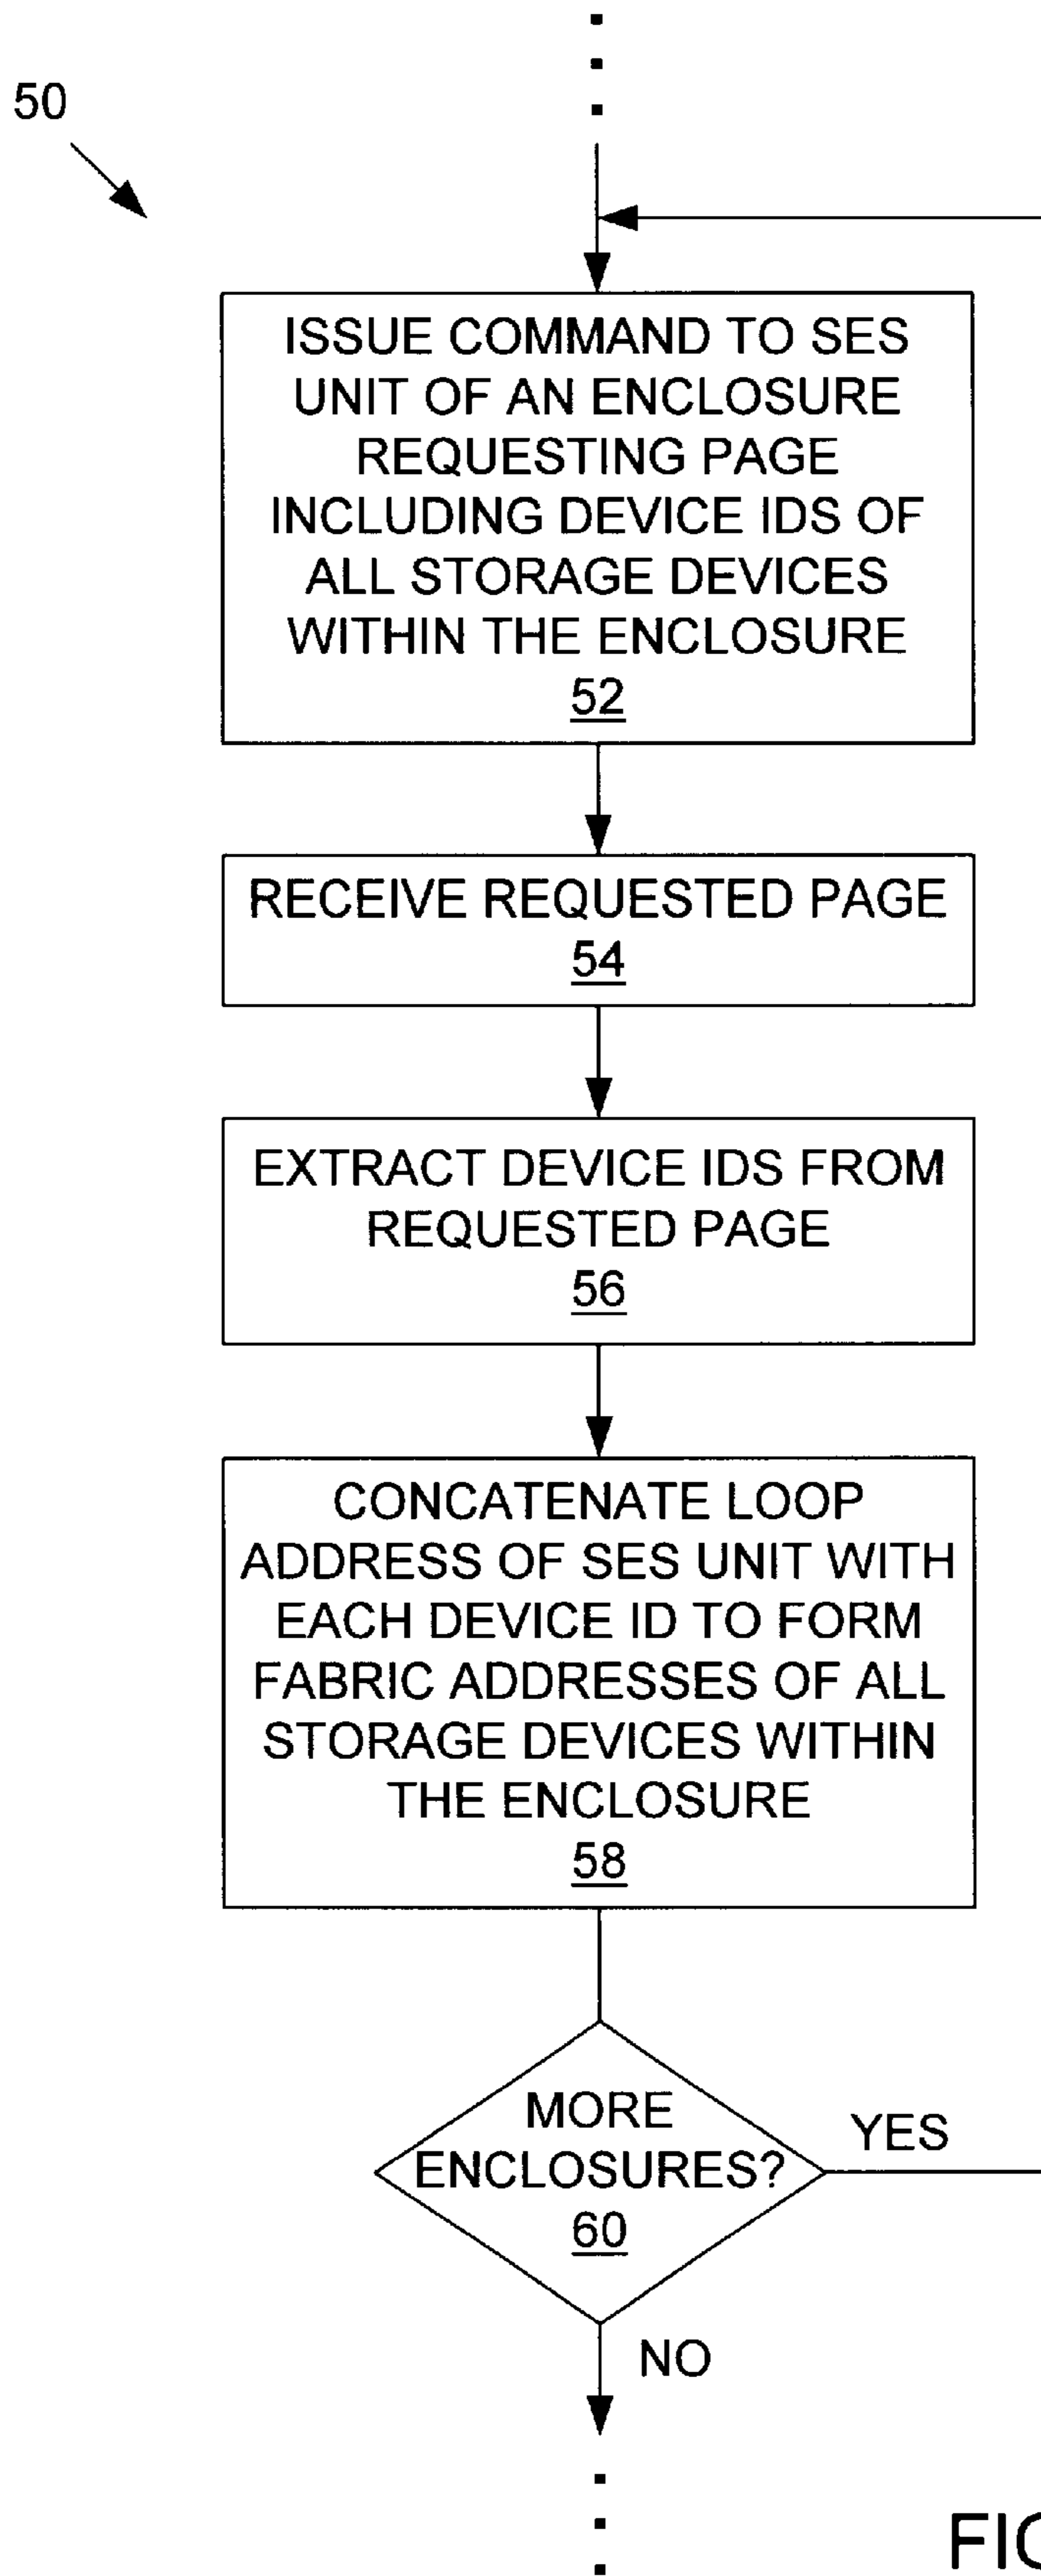 50
ISSUE COMMAND TO SES
UNIT OF AN ENCLOSURE
REQUESTING PAGE
INCLUDING DEVICE IDS OF
ALL STORAGE DEVICES
WITHIN THE ENCLOSURE
52
RECEIVE REQUESTED PAGE
54
EXTRACT DEVICE IDS FROM
REQUESTED PAGE
56
CONCATENATE LOOP
ADDRESS OF SES UNIT WITH
EACH DEVICE ID TO FORM
FABRIC ADDRESSES OF ALL
STORAGE DEVICES WITHIN
THE ENCLOSURE
58
MORE
ENCLOSURES?
60
YES
NO